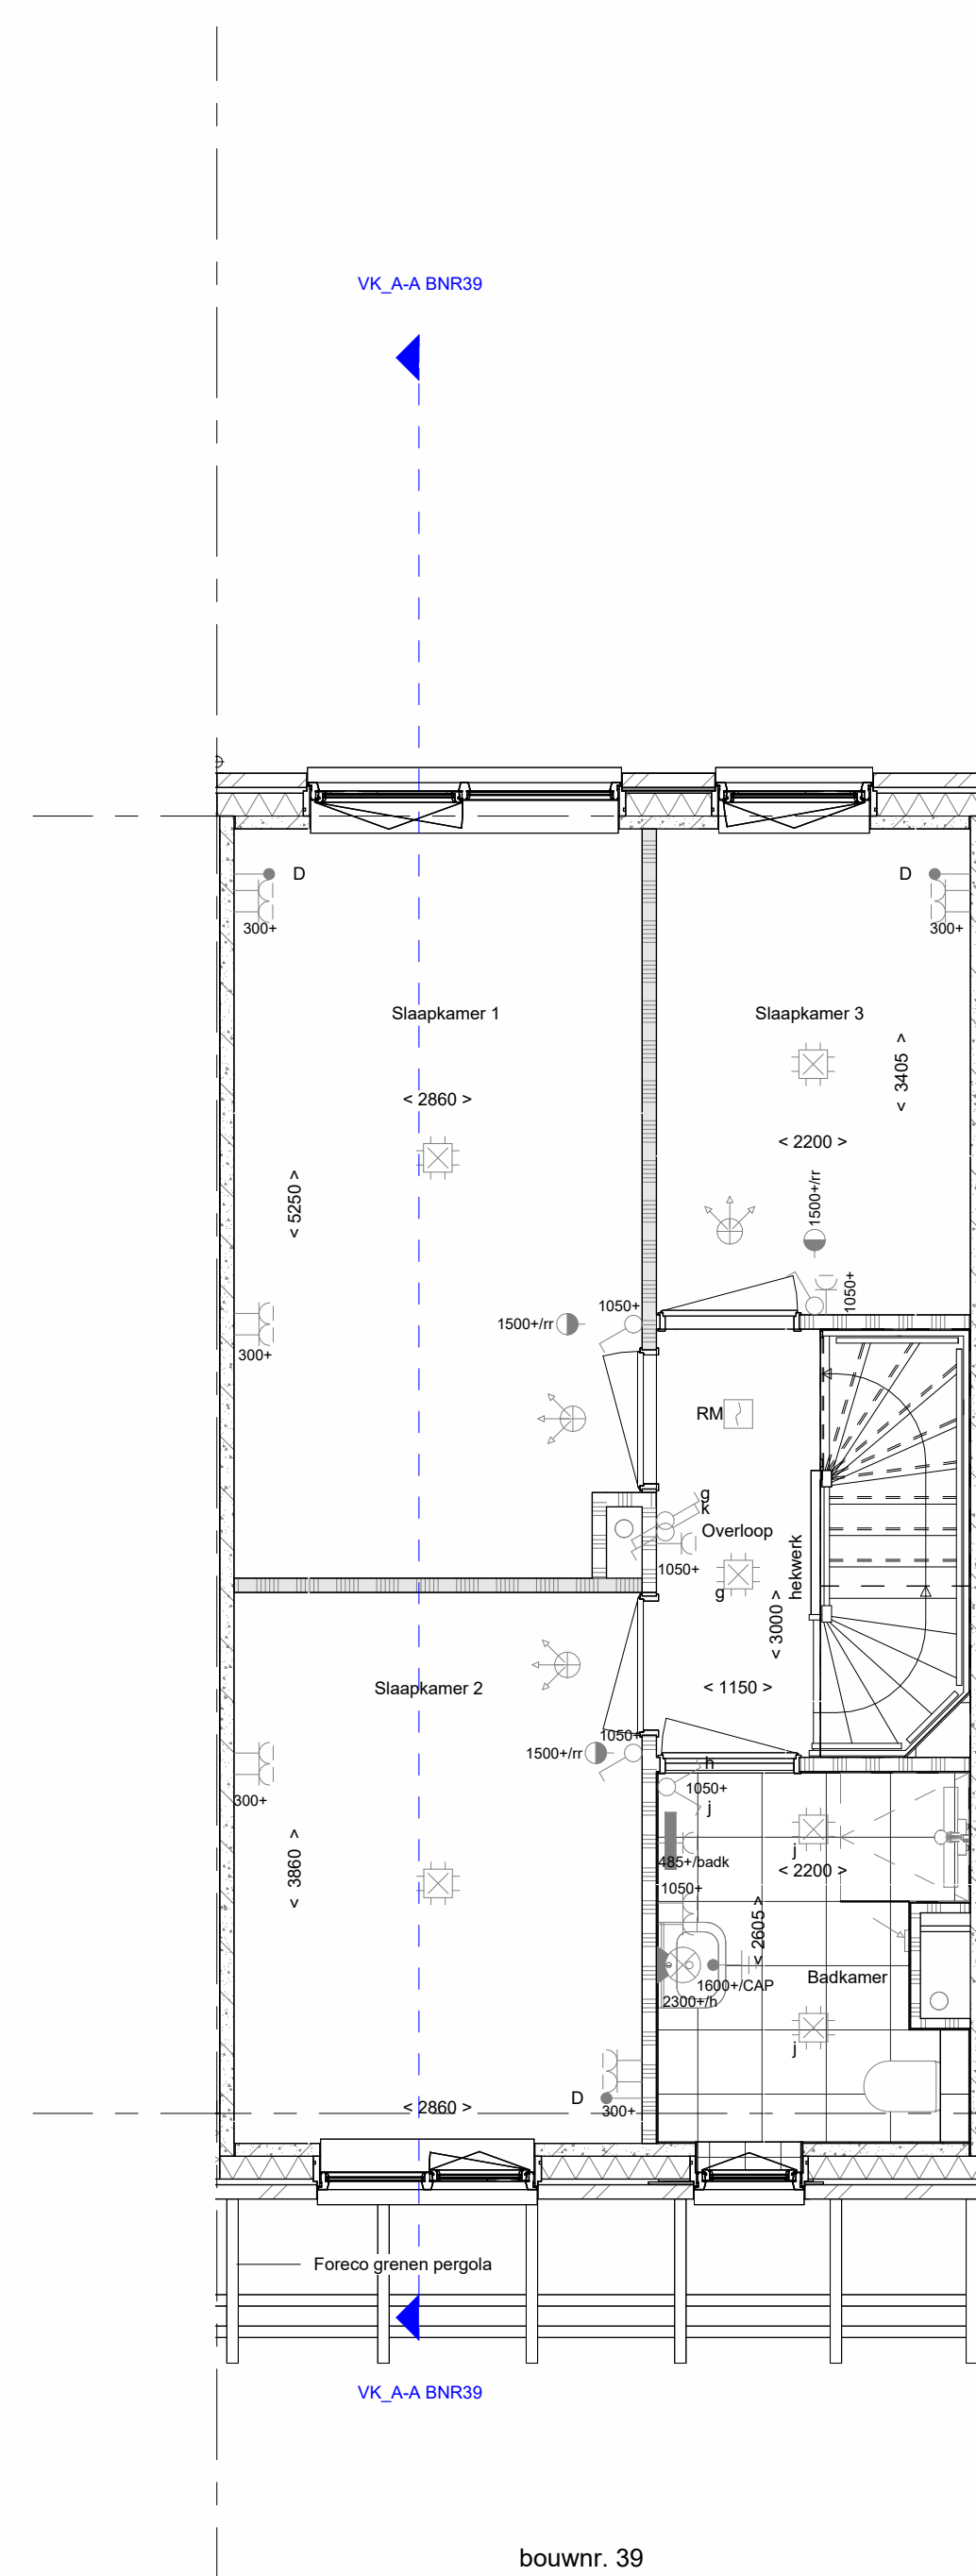 VK_A-A BNR39
D
D
300+
300+
Slaapkamer 1
Slaapkamer 3
< 3405 >
< 2860 >
< 2200 >
< 5250 >
1500+/rr
1050+
1050+
1500+/rr
300+
RM
g
k
Overloop
hekwerk
1050+
g
< 3000 >
Slaapkamer 2
< 1150 >
1050+
1500+/rr
h
1050+
300+
j
j
485+/badk
< 2200 >
< 3860 >
1050+
< 2605 >
Badkamer
1600+/CAP
2300+/h
j
D
< 2860 >
300+
Foreco grenen pergola
VK_A-A BNR39
bouwnr. 39